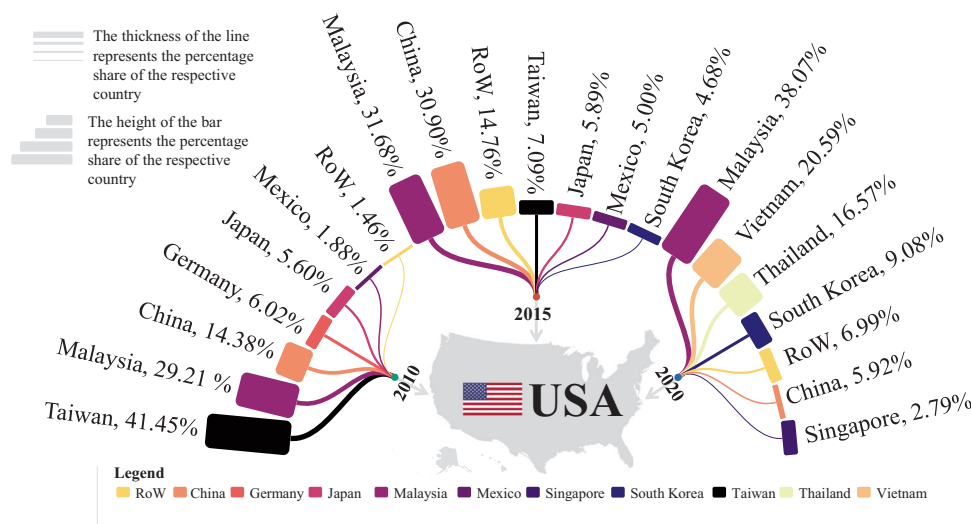 The thickness of the line
represents the percentage
share of the respective
country
The height of the bar
represents the percentage
share of the respective
country
Taiwan, 41.45%
Malaysia, 29.21 %
China, 14.38%
Germany, 6.02%
Japan, 5.60%
Mexico, 1.88%
RoW, 1.46%
2010
Malaysia, 31.68%
China, 30.90%
RoW, 14.76%
Taiwan, 7.09%
Japan, 5.89%
Mexico, 5.00%
South Korea, 4.68%
2015
Malaysia, 38.07%
Vietnam, 20.59%
Thailand, 16.57%
South Korea, 9.08%
RoW, 6.99%
China, 5.92%
Singapore, 2.79%
2020
USA
Legend
RoW China Germany Japan Malaysia Mexico Singapore South Korea Taiwan Thailand Vietnam